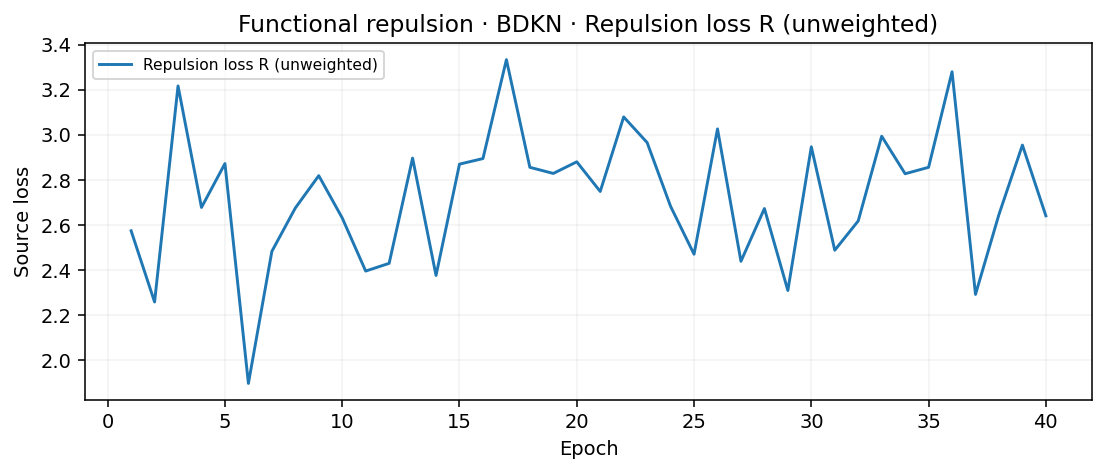 Functional repulsion · BDKN · Repulsion loss R (unweighted)
Repulsion loss R (unweighted)
Source loss
3.4
3.2
3.0
2.8
2.6
2.4
2.2
2.0
0 5 10 15 20 25 30 35 40
Epoch